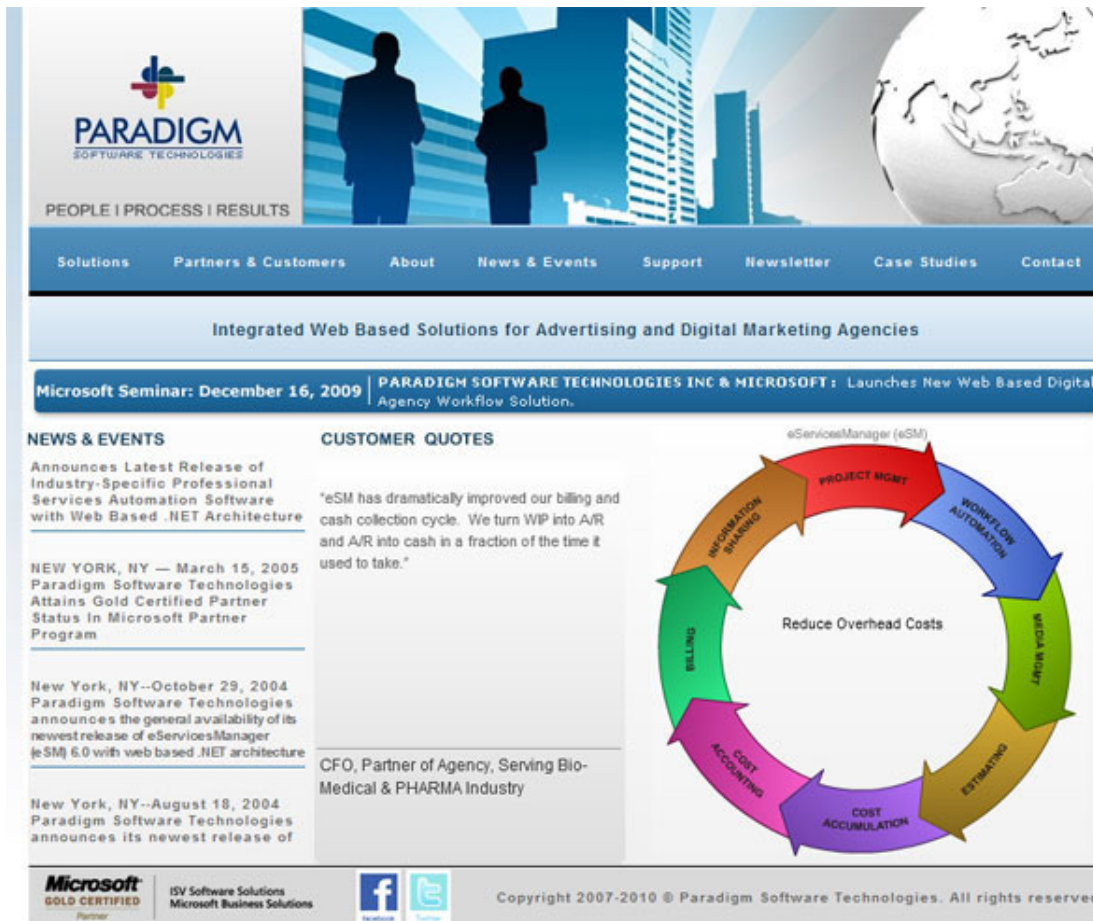 PARADIGM
SOFTWARE TECHNOLOGIES
PEOPLE I PROCESS I RESULTS
Solutions Partners & Customers About News & Events Support Newsletter Case Studies Contact
Integrated Web Based Solutions for Advertising and Digital Marketing Agencies
Microsoft Seminar: December 16, 2009
PARADIGM SOFTWARE TECHNOLOGIES INC & MICROSOFT : Launches New Web Based Digital
Agency Workflow Solution.
NEWS & EVENTS
Announces Latest Release of
Industry-Specific Professional
Services Automation Software
with Web Based .NET Architecture
NEW YORK, NY — March 15, 2005
Paradigm Software Technologies
Attains Gold Certified Partner
Status In Microsoft Partner
Program
New York, NY--October 29, 2004
Paradigm Software Technologies
announces the general availability of its
newest release of eServicesManager
(eSM) 6.0 with web based .NET architecture
New York, NY--August 18, 2004
Paradigm Software Technologies
announces its newest release of
CUSTOMER QUOTES
"eSM has dramatically improved our billing and
cash collection cycle. We turn WIP into A/R
and A/R into cash in a fraction of the time it
used to take."
CFO, Partner of Agency, Serving Bio-
Medical & PHARMA Industry
eServicesManager (eSM)
PROJECT MGMT
WORKFLOW
AUTOMATION
MEDIA MGMT
ESTIMATING
COST
ACCUMULATION
COST
ACCOUNTING
BILLING
INFORMATION
SHARING
Reduce Overhead Costs
Microsoft
GOLD CERTIFIED
Partner
ISV Software Solutions
Microsoft Business Solutions
facebook
Twitter
Copyright 2007-2010 © Paradigm Software Technologies. All rights reserved